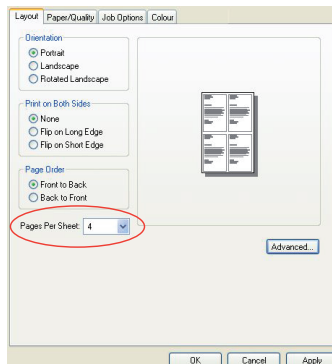 Layout Paper/Quality Job Options Colour
Orientation
Portrait
Landscape
Rotated Landscape
Print on Both Sides
None
Flip on Long Edge
Flip on Short Edge
Page Order
Front to Back
Back to Front
Pages Per Sheet: 4
Advanced...
OK Cancel Apply